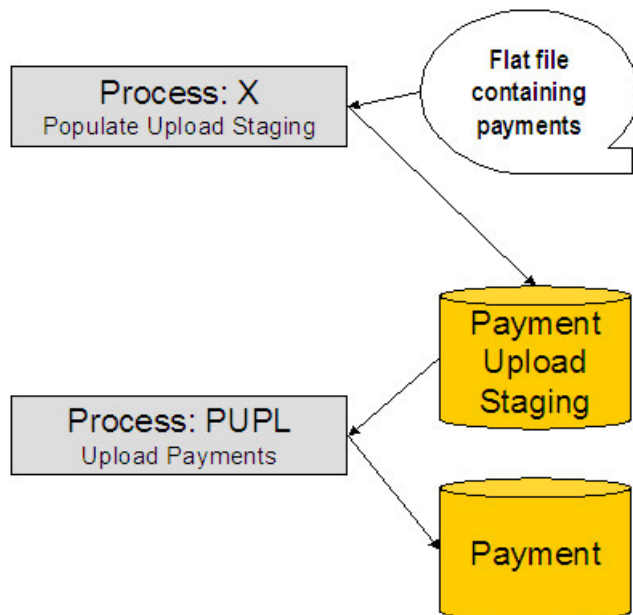 Flat file
containing
payments
Process: X
Populate Upload Staging
Payment
Upload
Staging
Process: PUPL
Upload Payments
Payment